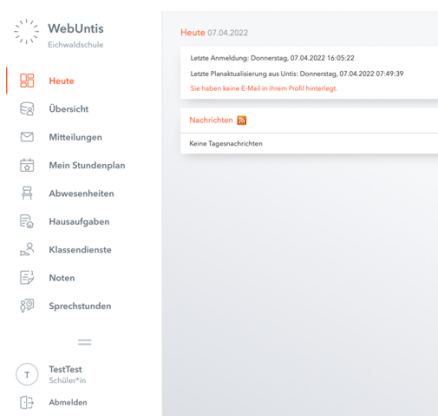 WebUntis
Eichwaldschule
Heute
Übersicht
Mitteilungen
Mein Stundenplan
Abwesenheiten
Hausaufgaben
Klassendienste
Noten
Sprechstunden
T
TestTest
Schüler*in
Abmelden
Heute 07.04.2022
Letzte Anmeldung: Donnerstag, 07.04.2022 16:05:22
Letzte Planaktualisierung aus Untis: Donnerstag, 07.04.2022 07:49:39
Sie haben keine E-Mail in ihrem Profil hinterlegt.
Nachrichten
Keine Tagesnachrichten